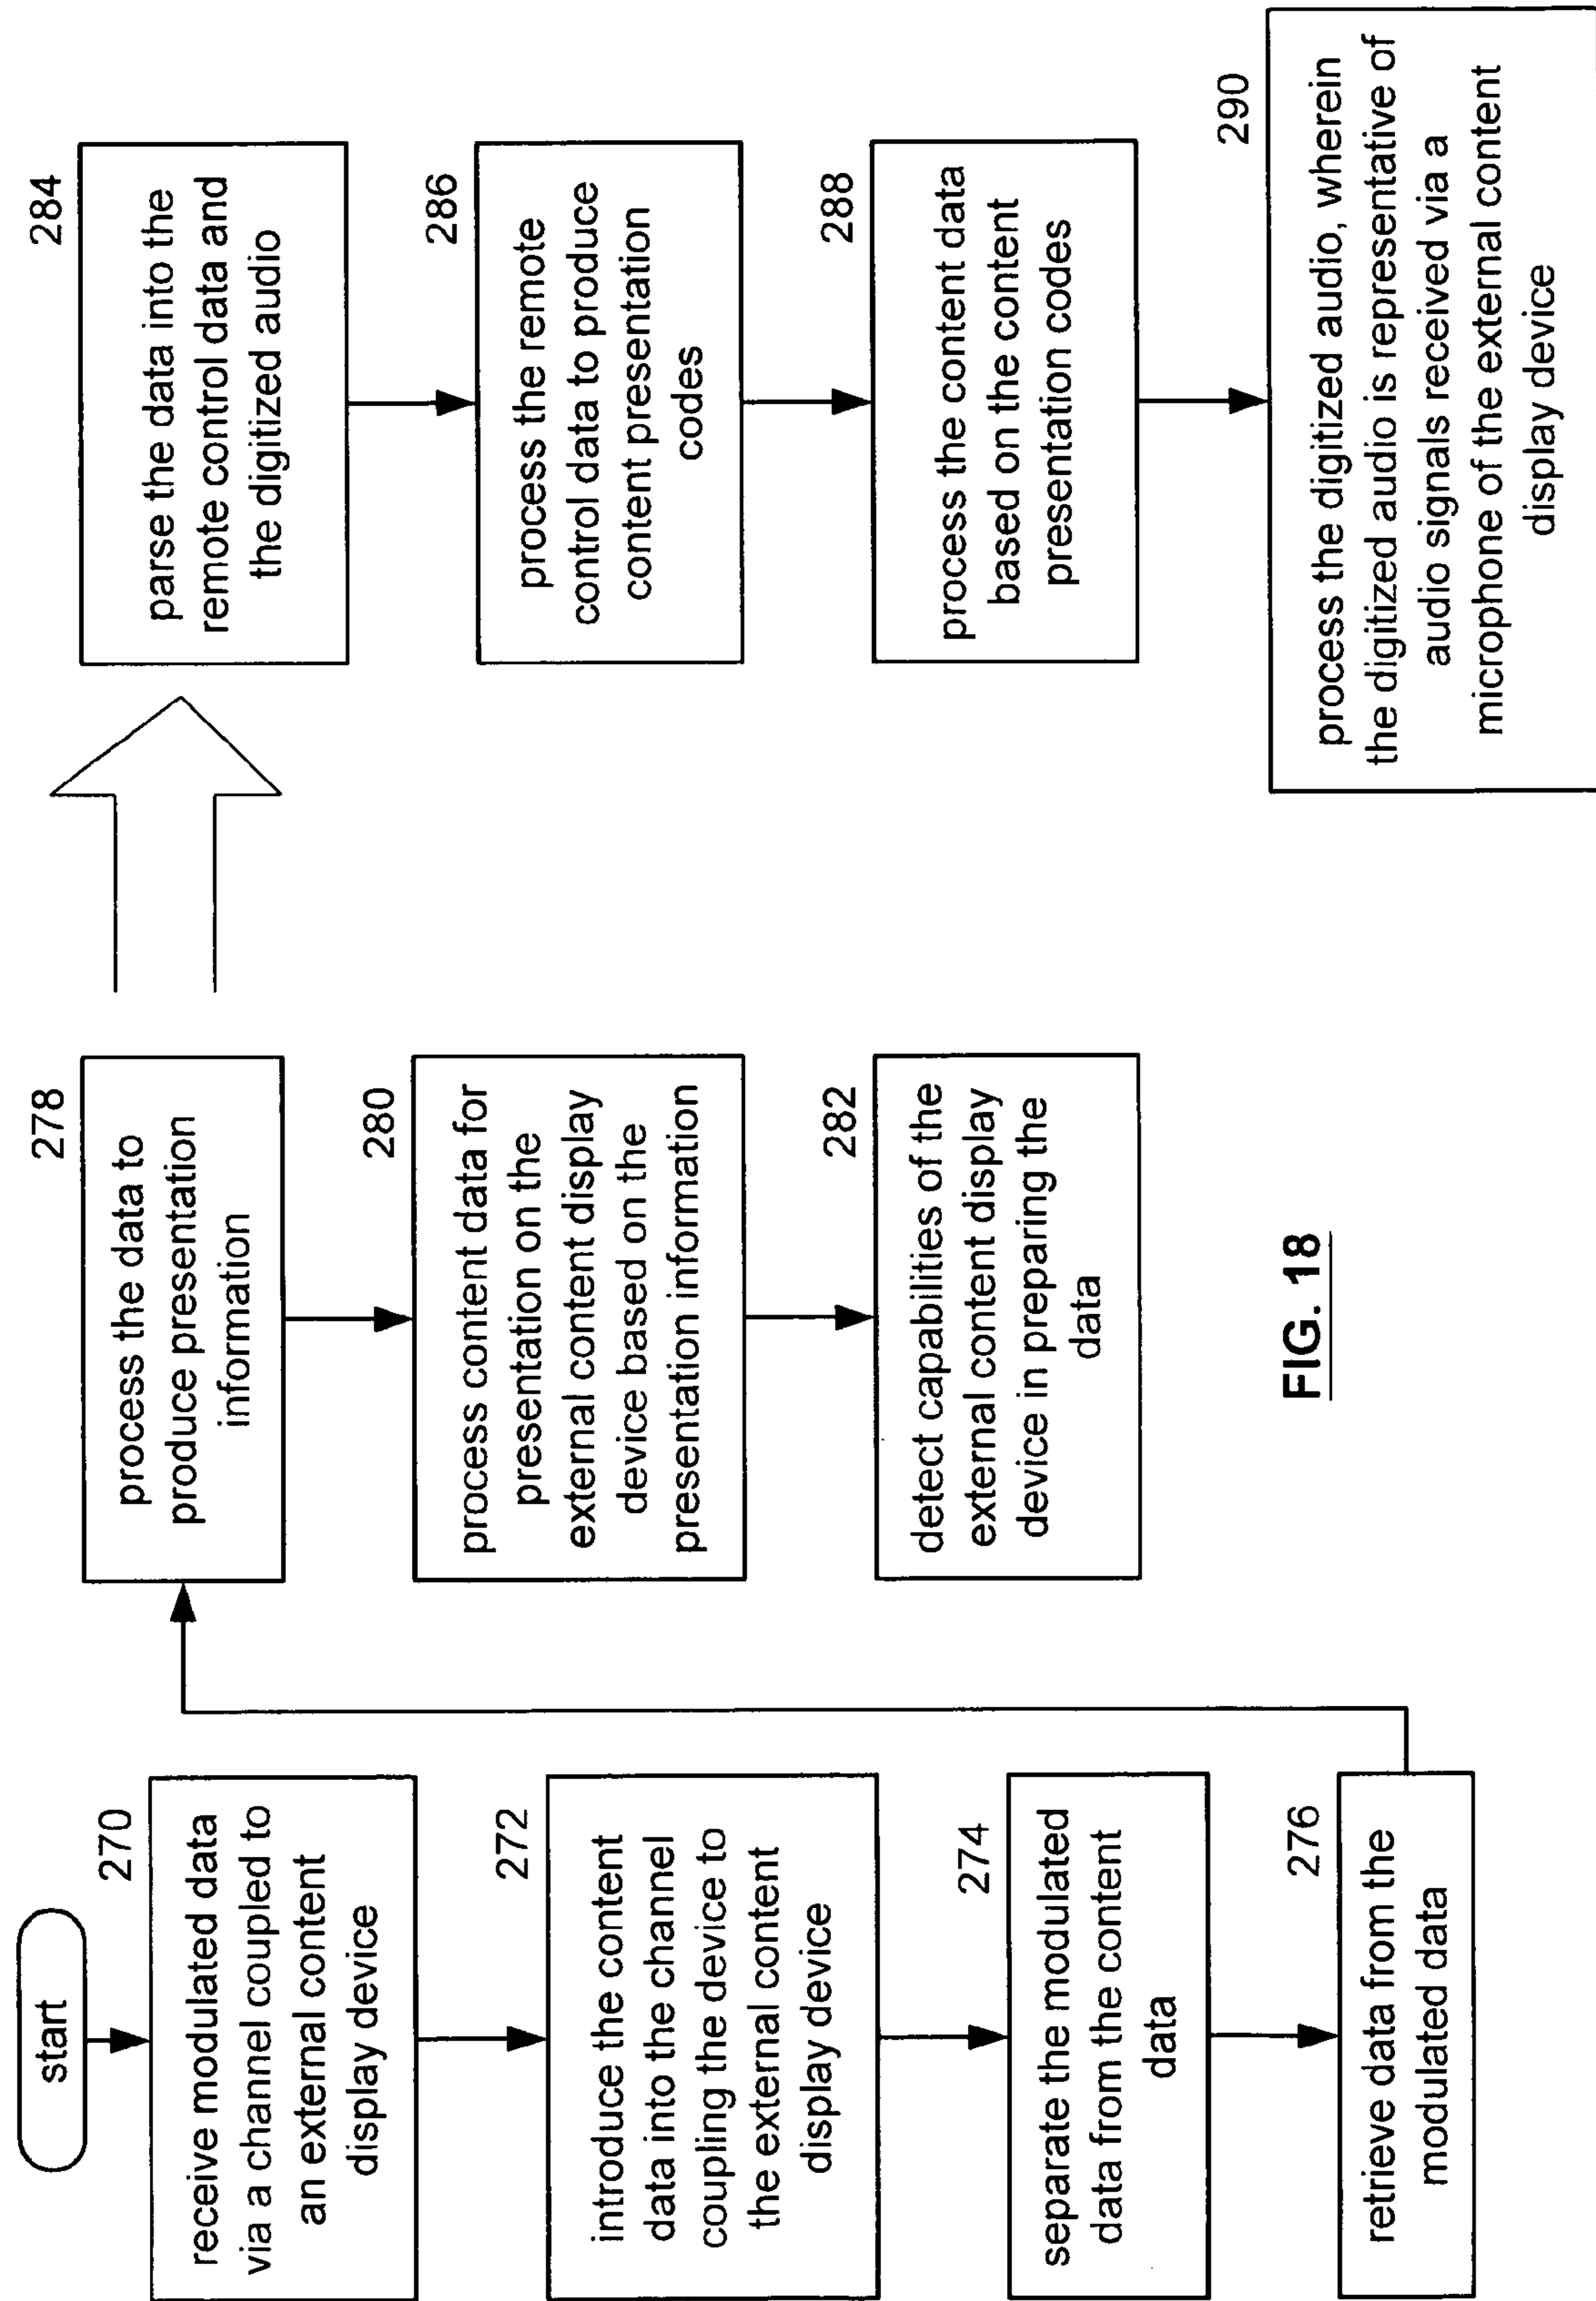 start
270
receive modulated data
via a channel coupled to
an external content
display device
272
introduce the content
data into the channel
coupling the device to
the external content
display device
274
separate the modulated
data from the content
data
276
retrieve data from the
modulated data
278
process the data to
produce presentation
information
280
process content data for
presentation on the
external content display
device based on the
presentation information
282
detect capabilities of the
external content display
device in preparing the
data
284
parse the data into the
remote control data and
the digitized audio
286
process the remote
control data to produce
content presentation
codes
288
process the content data
based on the content
presentation codes
290
process the digitized audio, wherein
the digitized audio is representative of
audio signals received via a
microphone of the external content
display device
FIG. 18